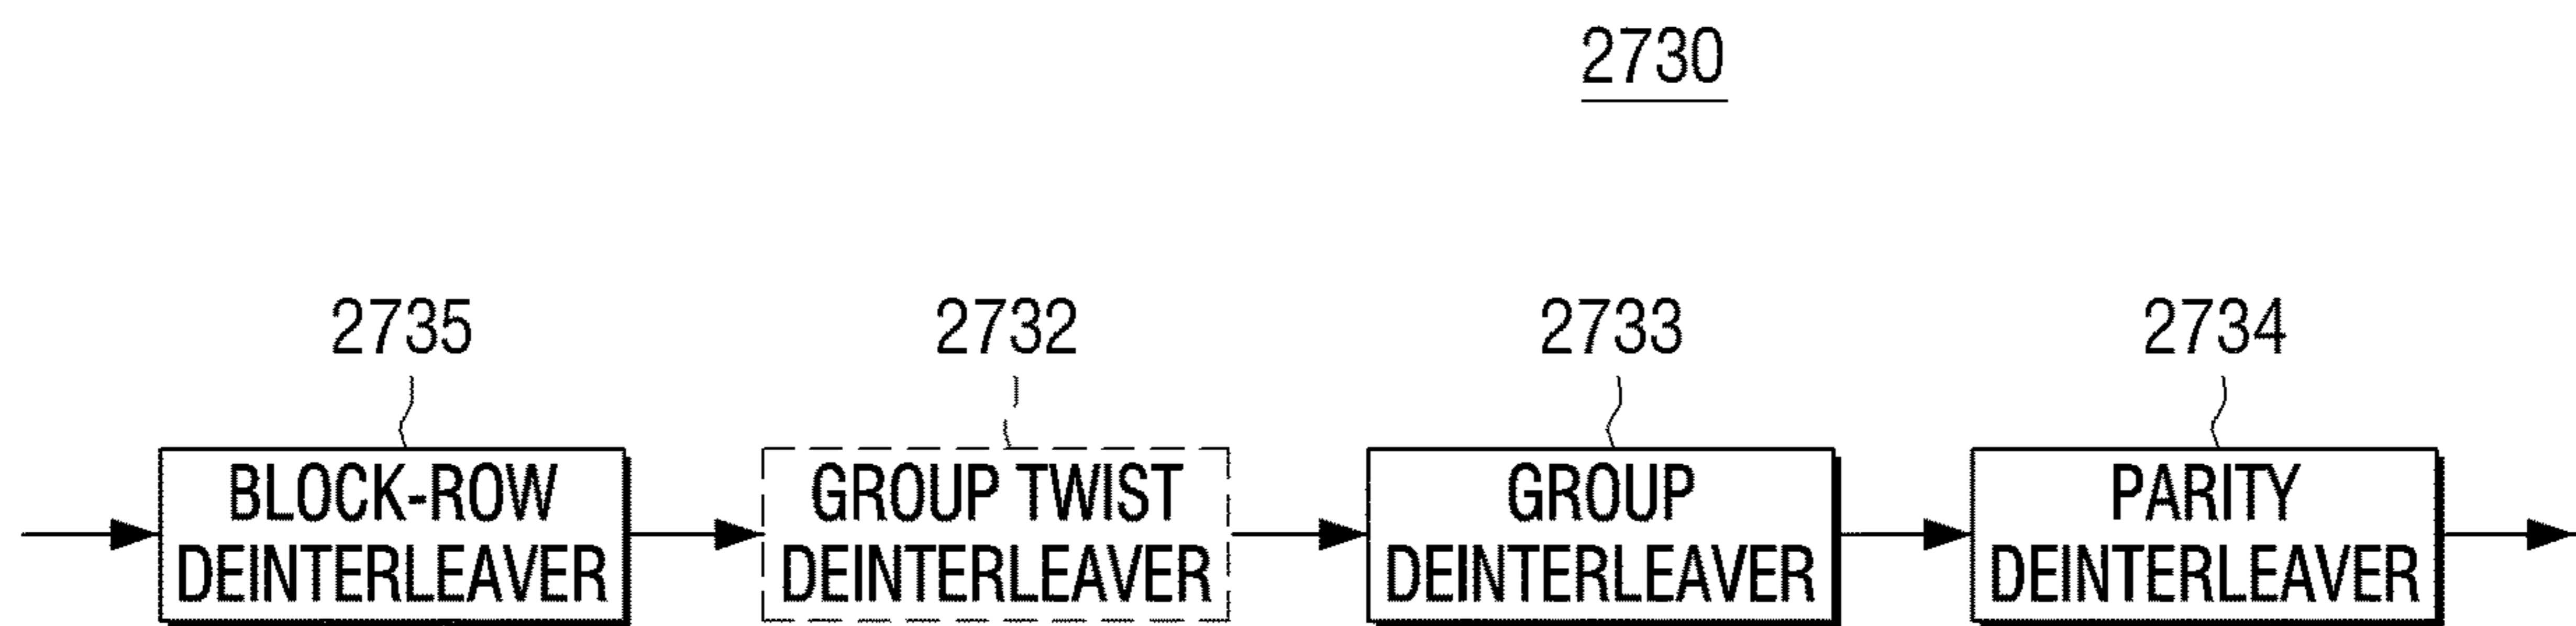 2730
2735 2732 2733 2734
BLOCK-ROW DEINTERLEAVER
GROUP TWIST DEINTERLEAVER
GROUP DEINTERLEAVER
PARITY DEINTERLEAVER